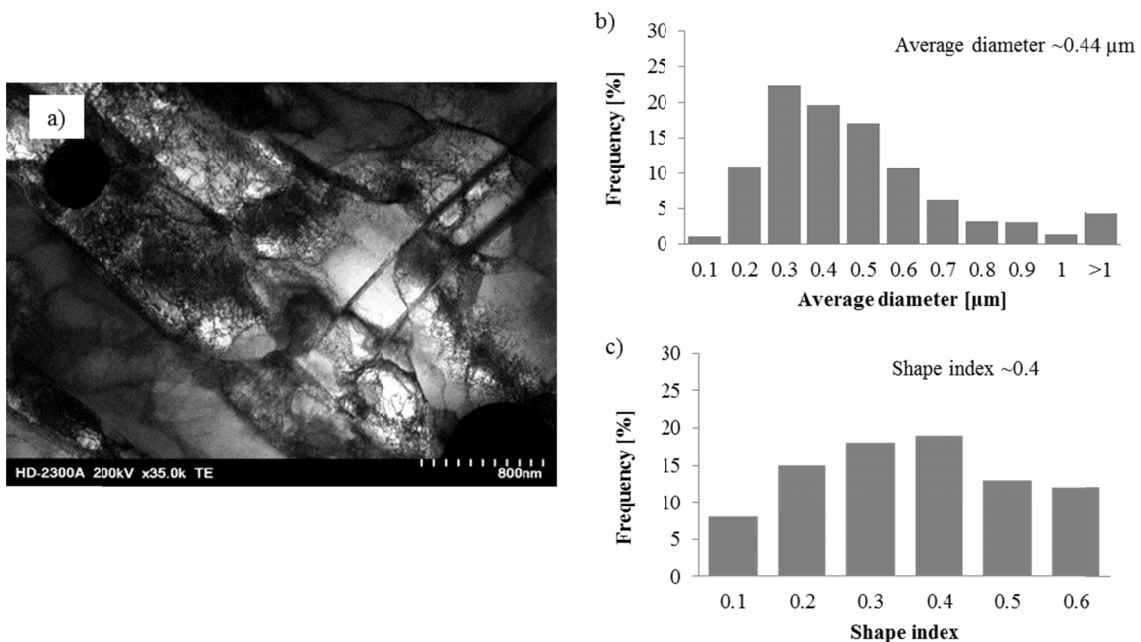 a)
HD-2300A 200kV x35.0k TE
800nm
b)
Average diameter ~0.44 µm
Frequency [%]
30
25
20
15
10
5
0
0.1 0.2 0.3 0.4 0.5 0.6 0.7 0.8 0.9 1 >1
Average diameter [µm]
c)
Shape index ~0.4
Frequency [%]
30
25
20
15
10
5
0
0.1 0.2 0.3 0.4 0.5 0.6
Shape index